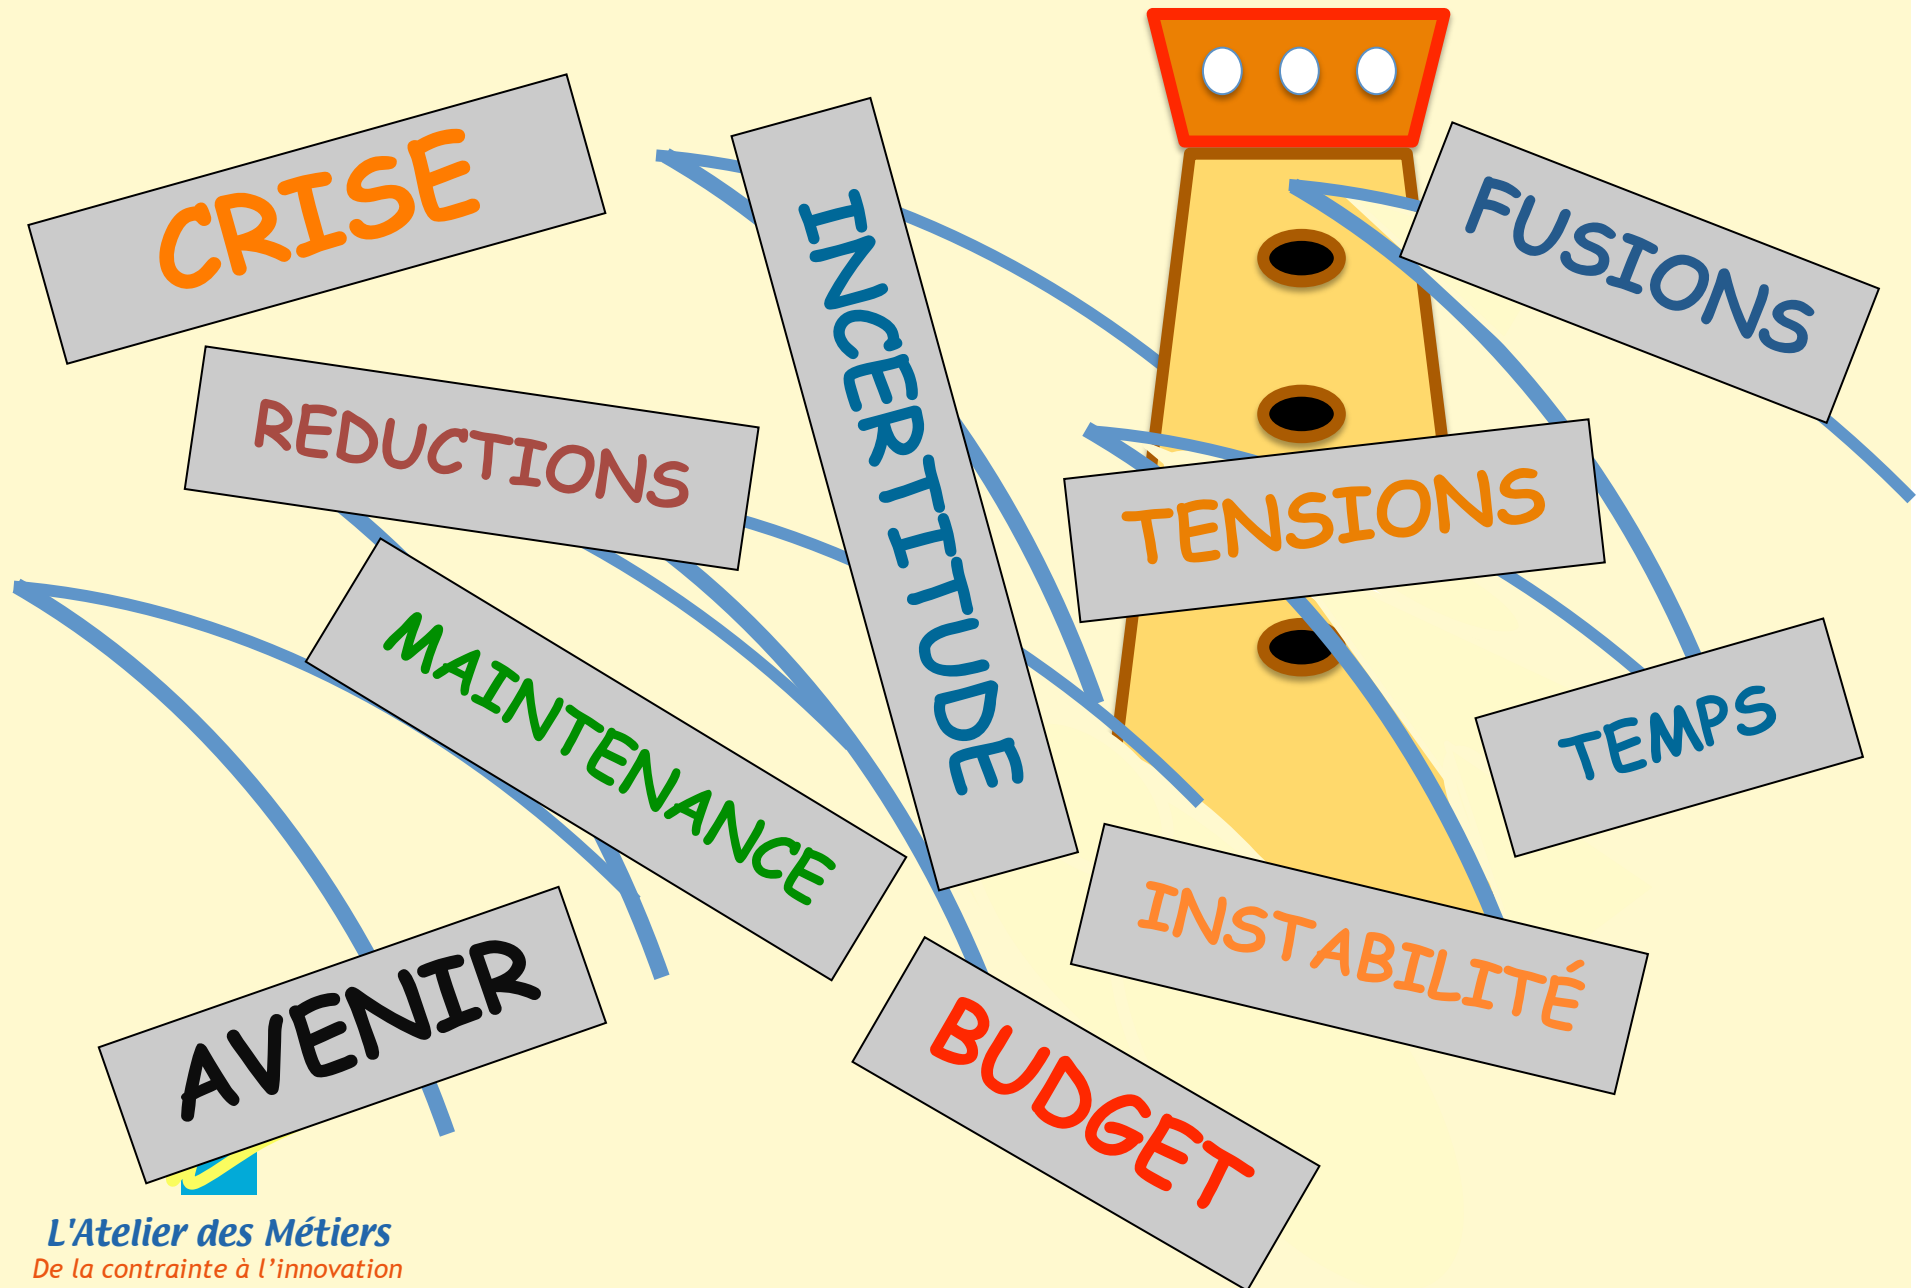 CRISE
INCERTITUDE
FUSIONS
REDUCTIONS
TENSIONS
MAINTENANCE
TEMPS
INSTABILITÉ
AVENIR
BUDGET
L'Atelier des Métiers
De la contrainte à l’innovation